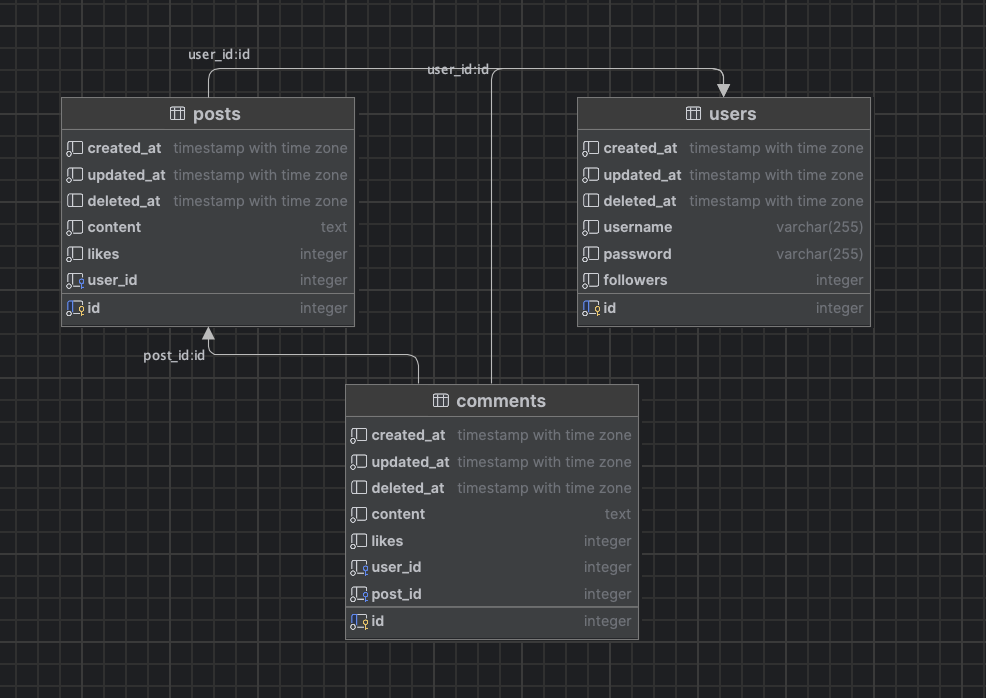 user_id:id
user_id:id
posts
created_at timestamp with time zone
updated_at timestamp with time zone
deleted_at timestamp with time zone
content text
likes integer
user_id integer
id integer
users
created_at timestamp with time zone
updated_at timestamp with time zone
deleted_at timestamp with time zone
username varchar(255)
password varchar(255)
followers integer
id integer
post_id:id
comments
created_at timestamp with time zone
updated_at timestamp with time zone
deleted_at timestamp with time zone
content text
likes integer
user_id integer
post_id integer
id integer